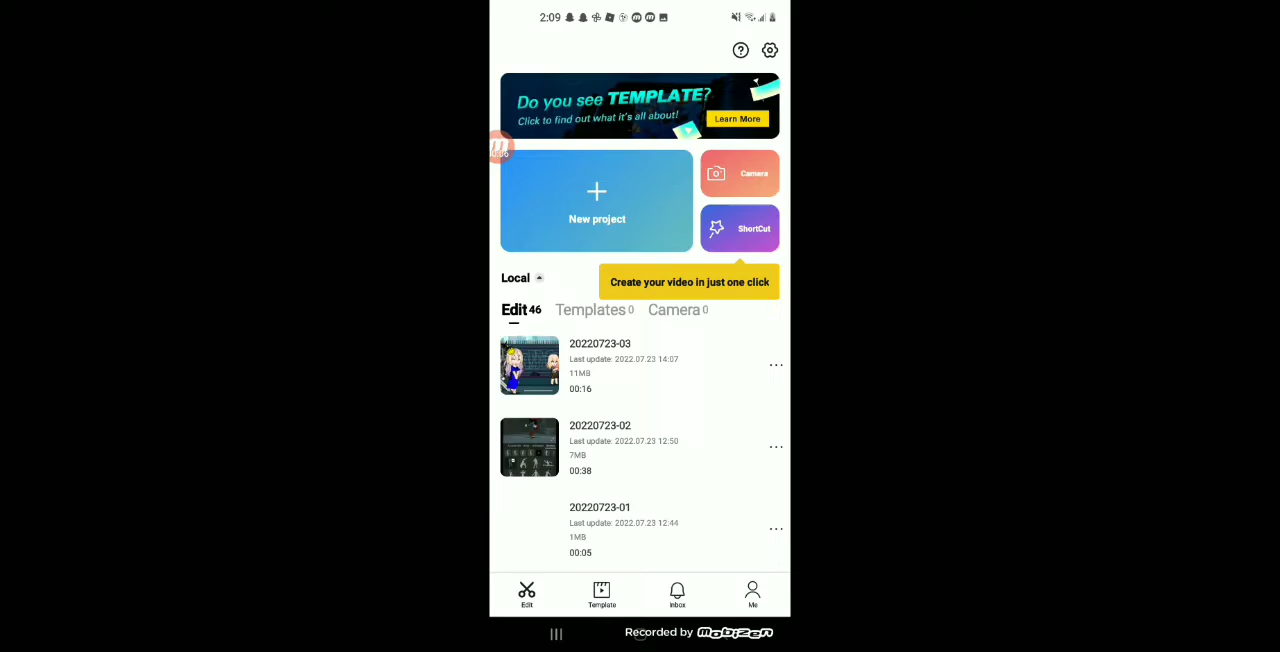 2:09
Do you see TEMPLATE?
Click to find out what it's all about!
Learn More
00:06
New project
Camera
ShortCut
Create your video in just one click
Local
Edit 46 Templates 0 Camera 0
20220723-03
Last update: 2022.07.23 14:07
11MB
00:16
20220723-02
Last update: 2022.07.23 12:50
7MB
00:38
20220723-01
Last update: 2022.07.23 12:44
1MB
00:05
Edit Template Inbox Me
Recorded by mobizen